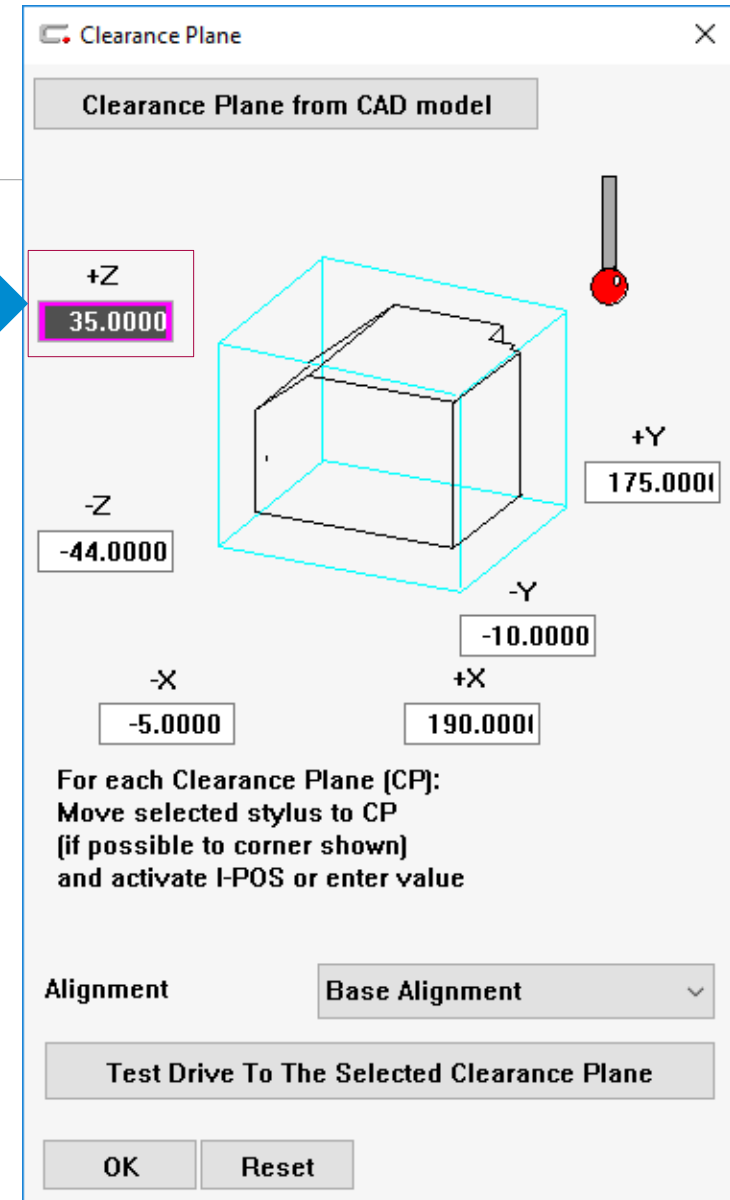 Clearance Plane
Clearance Plane from CAD model
+Z
35.0000
+Y
175.000
-Z
-44.0000
-Y
-10.0000
-X
+X
-5.0000
190.000
For each Clearance Plane (CP):
Move selected stylus to CP
(if possible to corner shown)
and activate I-POS or enter value
Alignment
Base Alignment
Test Drive To The Selected Clearance Plane
OK
Reset